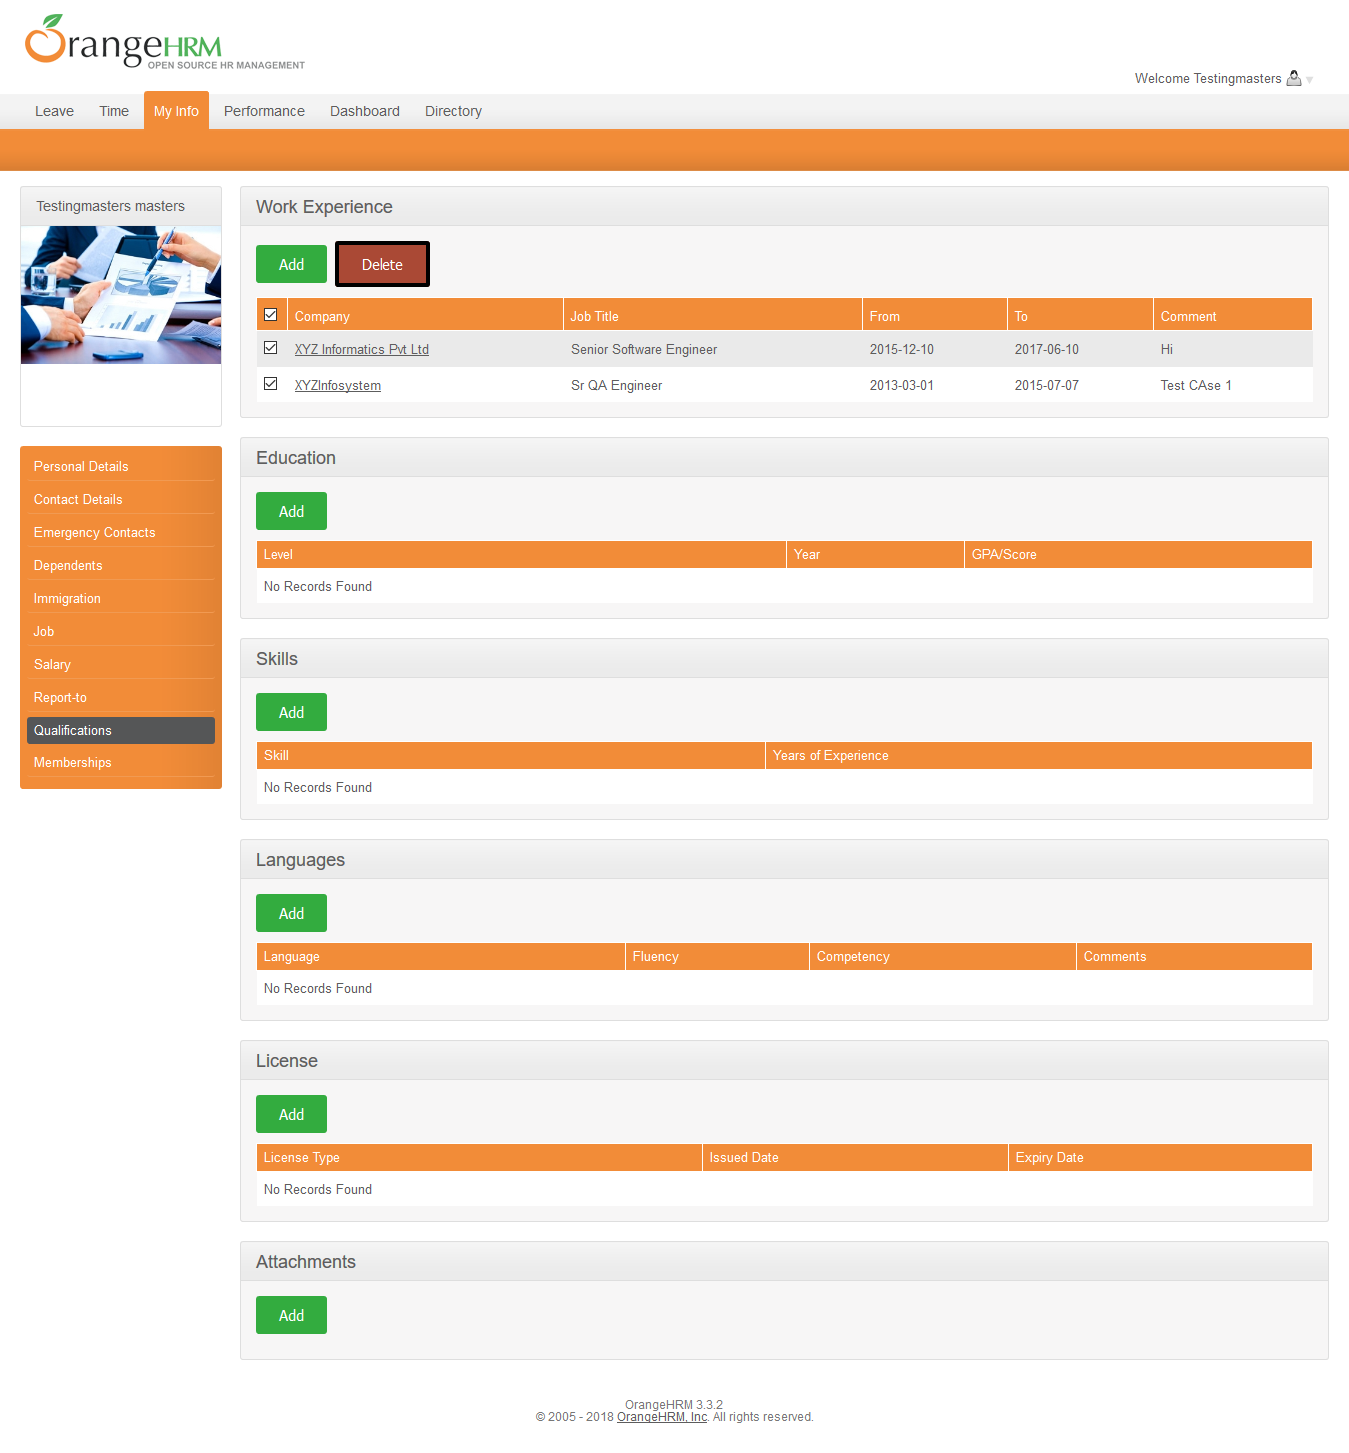 OrangeHRM
OPEN SOURCE HR MANAGEMENT
Welcome Testingmasters
Leave Time My Info Performance Dashboard Directory
Testingmasters masters
Personal Details
Contact Details
Emergency Contacts
Dependents
Immigration
Job
Salary
Report-to
Qualifications
Memberships
Work Experience
Add Delete
Company Job Title From To Comment
XYZ Informatics Pvt Ltd Senior Software Engineer 2015-12-10 2017-06-10 Hi
XYZInfosystem Sr QA Engineer 2013-03-01 2015-07-07 Test CAse 1
Education
Add
Level Year GPA/Score
No Records Found
Skills
Add
Skill Years of Experience
No Records Found
Languages
Add
Language Fluency Competency Comments
No Records Found
License
Add
License Type Issued Date Expiry Date
No Records Found
Attachments
Add
OrangeHRM 3.3.2
© 2005 - 2018 OrangeHRM, Inc. All rights reserved.